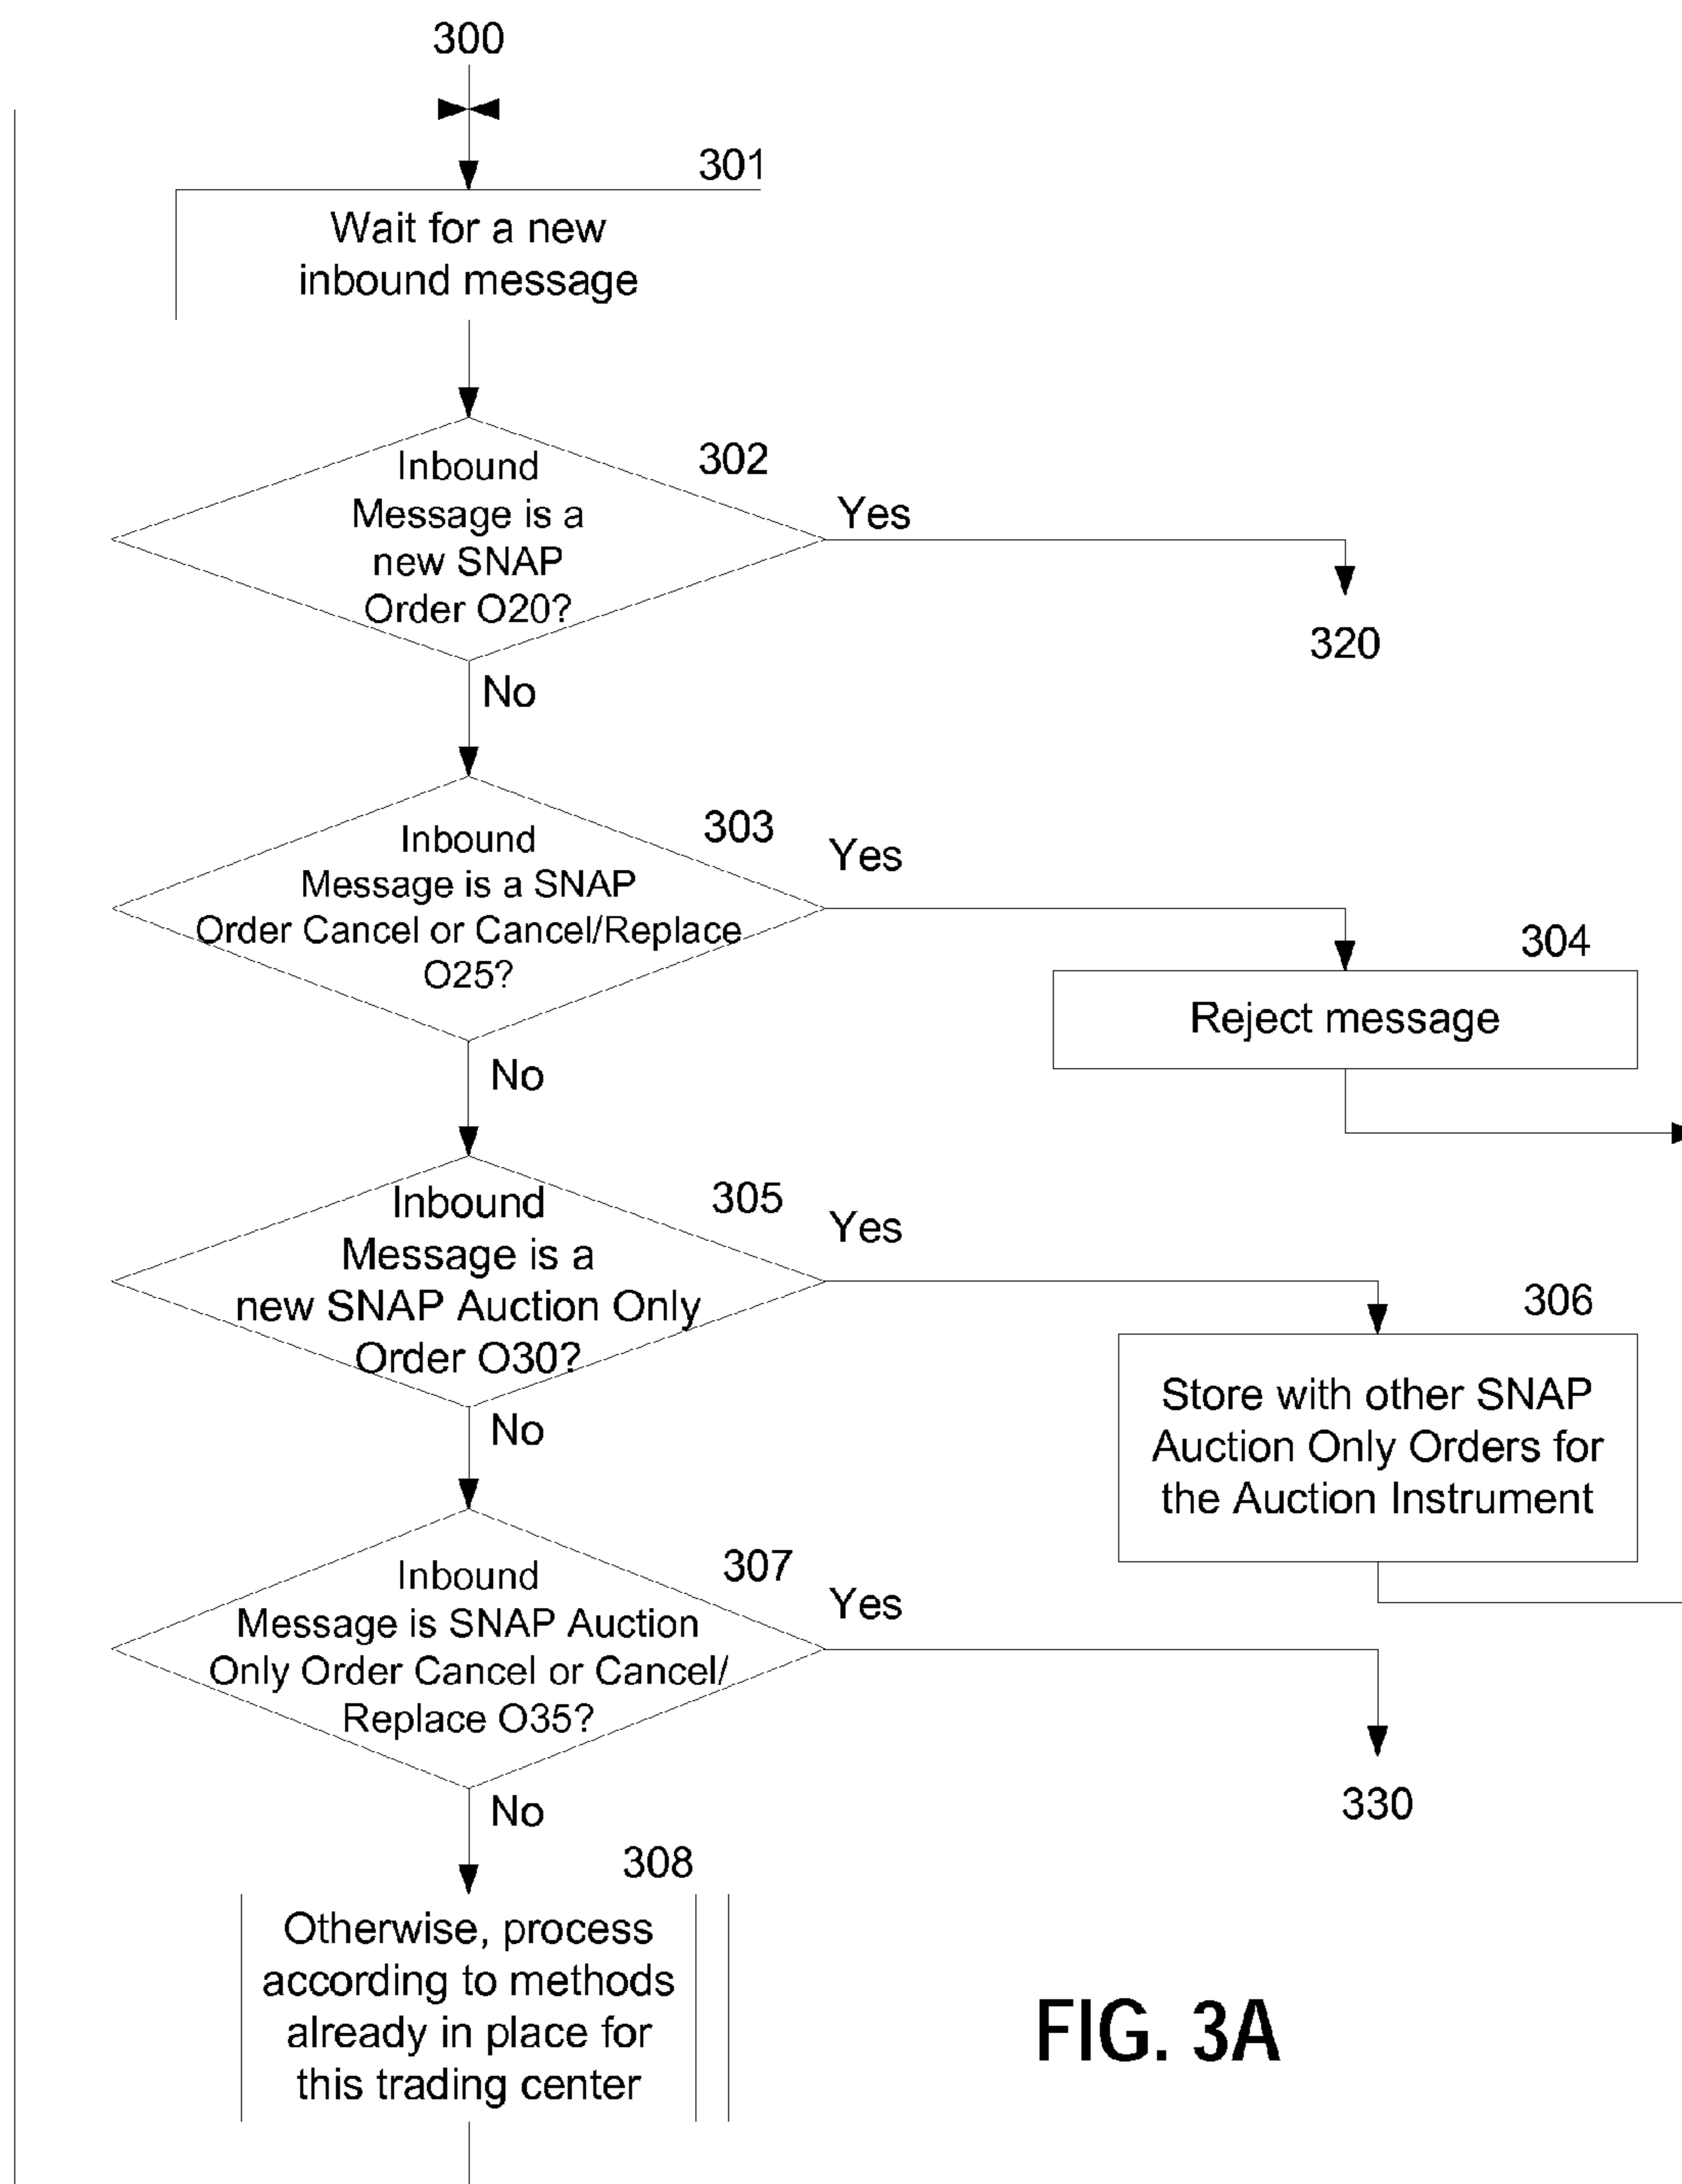 300
301
Wait for a new
inbound message
302
Inbound
Message is a
new SNAP
Order O20?
Yes
320
No
303
Inbound
Message is a SNAP
Order Cancel or Cancel/Replace
O25?
Yes
304
Reject message
No
305
Inbound
Message is a
new SNAP Auction Only
Order O30?
Yes
306
Store with other SNAP
Auction Only Orders for
the Auction Instrument
No
307
Inbound
Message is SNAP Auction
Only Order Cancel or Cancel/
Replace O35?
Yes
330
No
308
Otherwise, process
according to methods
already in place for
this trading center
FIG. 3A